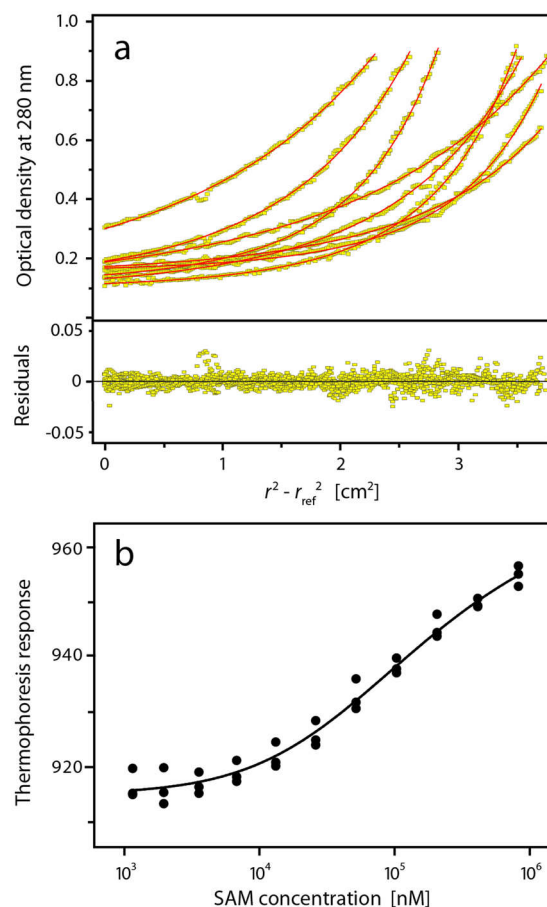 1.0
a
0.8
0.6
0.4
0.2
Optical density at 280 nm
0.05
0
-0.05
Residuals
0 1 2 3
r² - r_ref² [cm²]
960
b
940
920
Thermophoresis response
10³ 10⁴ 10⁵ 10⁶
SAM concentration [nM]